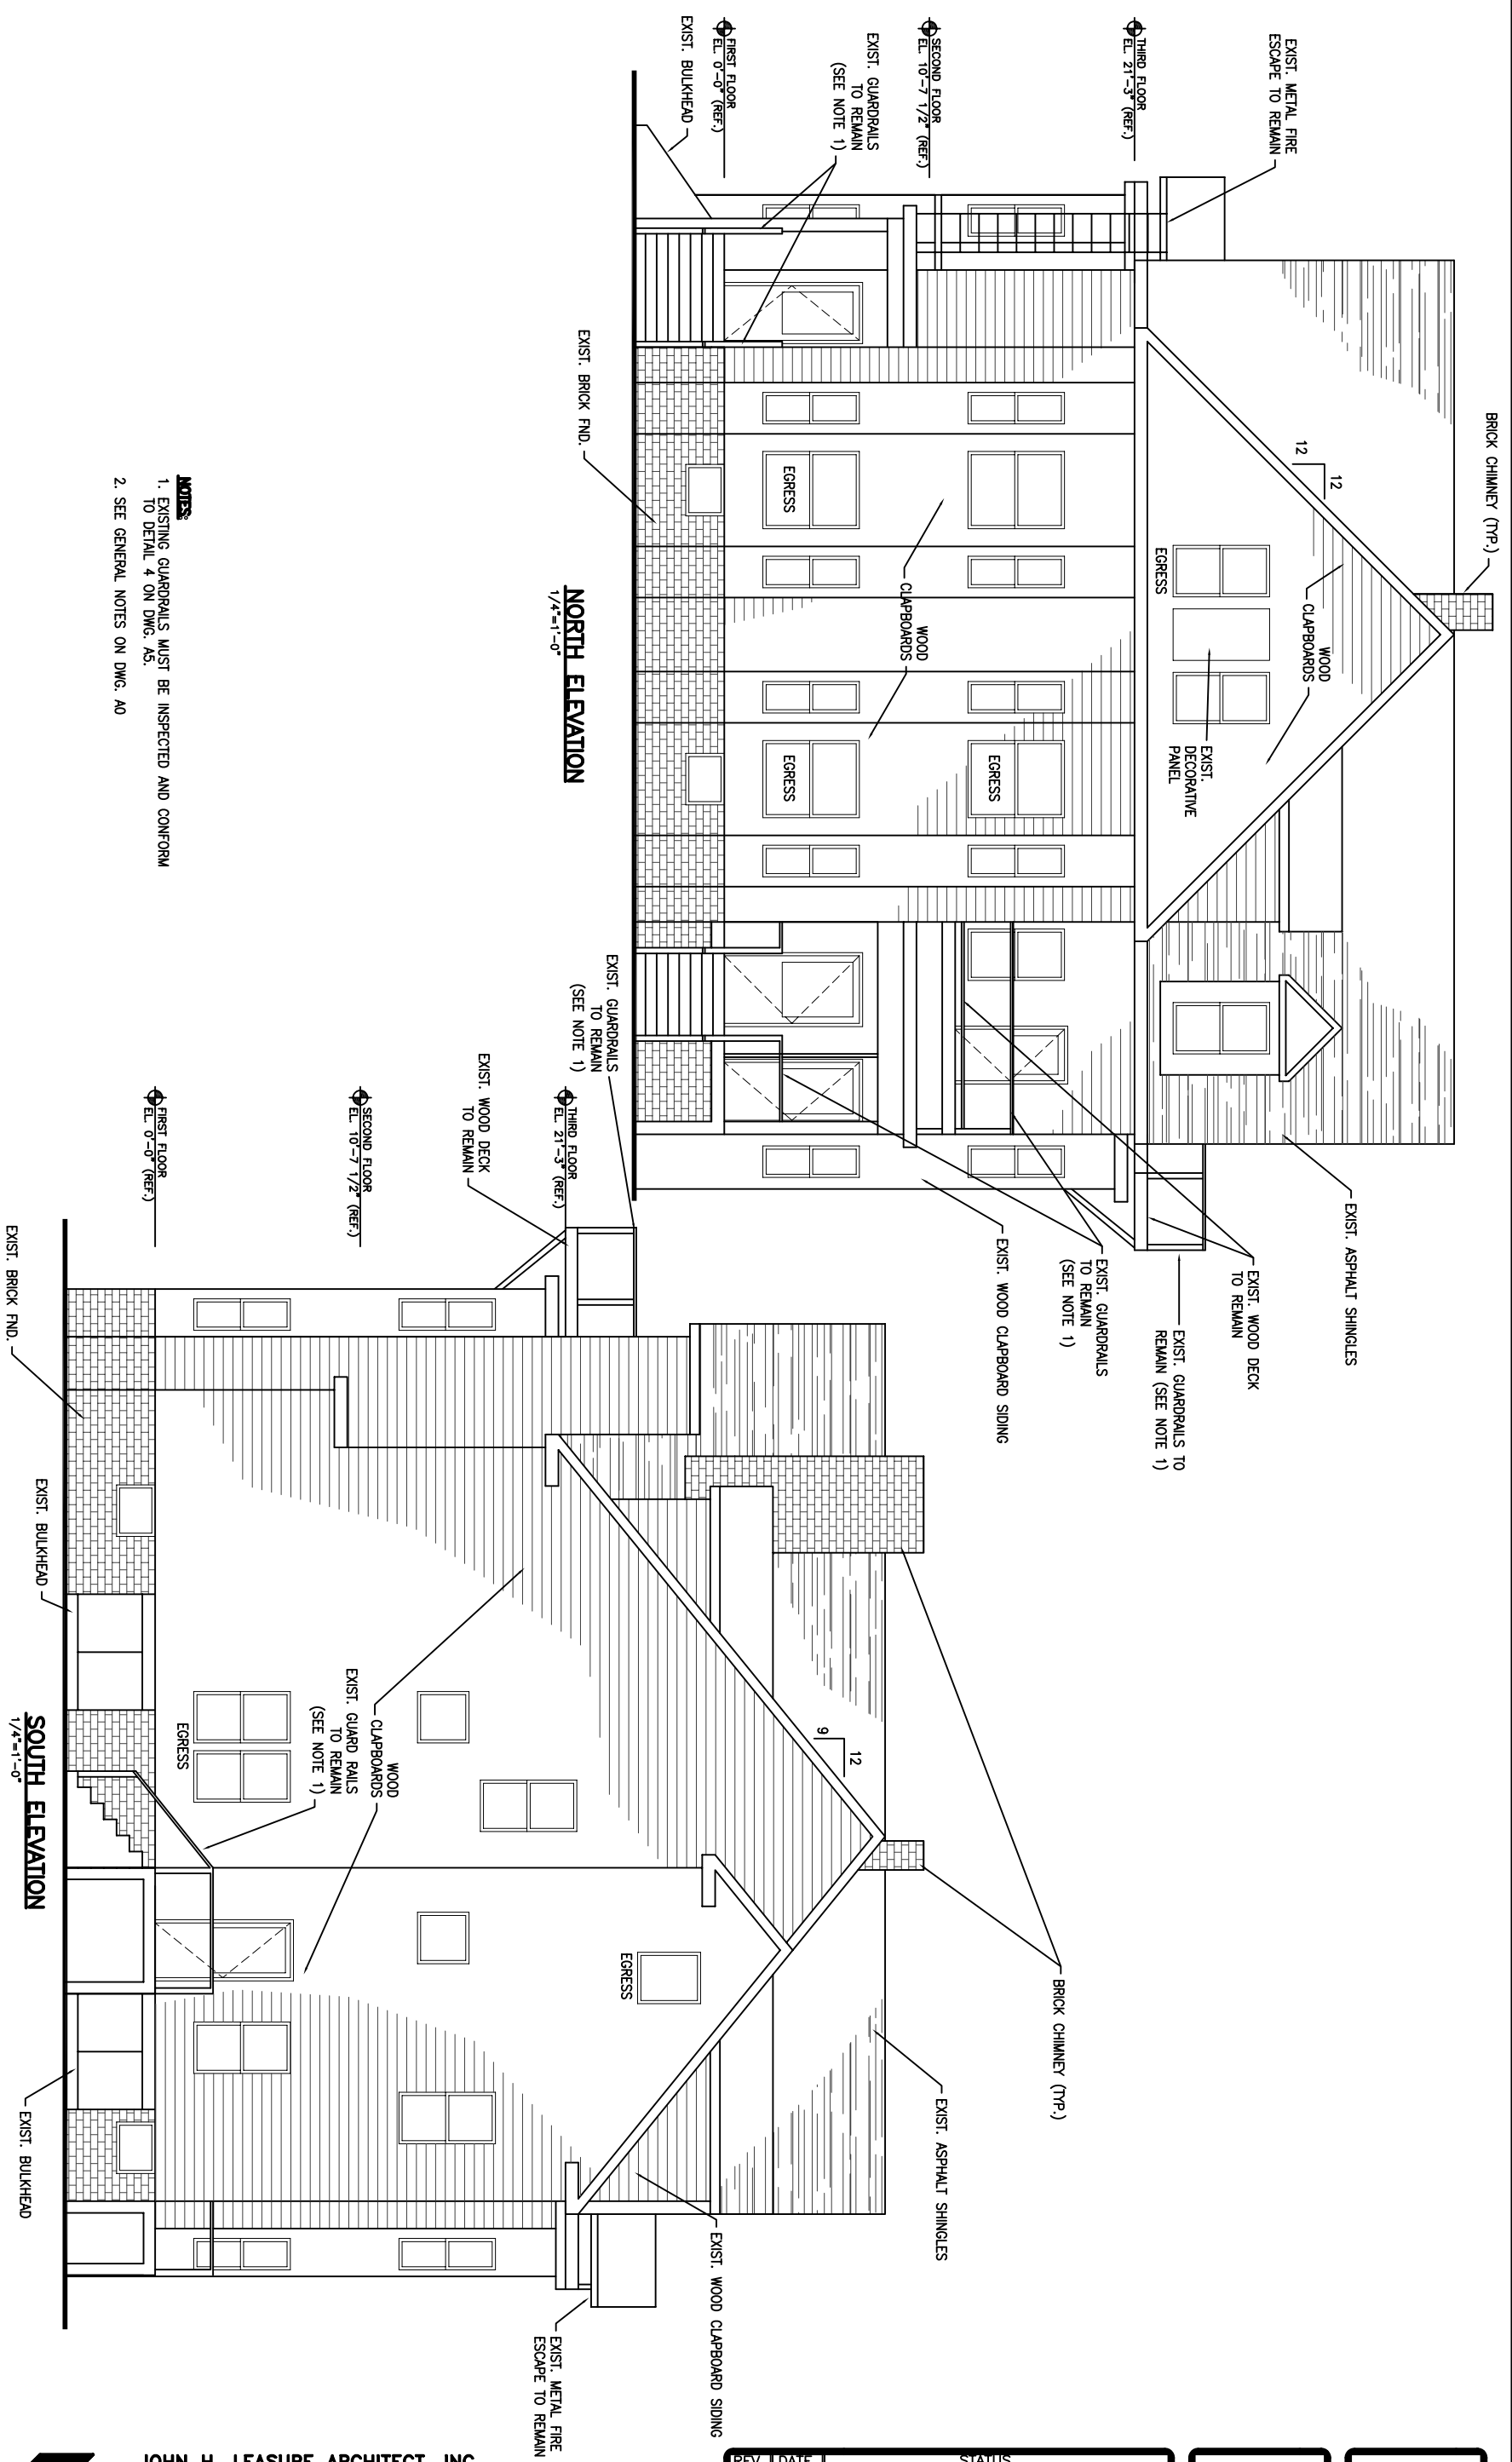 BRICK CHIMNEY (TYP.)
12
12
EXIST. METAL FIRE
ESCAPE TO REMAIN
WOOD
CLAPBOARDS
EGRESS
EXIST.
DECORATIVE
PANEL
EXIST. ASPHALT SHINGLES
EXIST. WOOD DECK
TO REMAIN
EXIST. GUARDRAILS TO
REMAIN (SEE NOTE 1)
THIRD FLOOR
EL. 21'-3" (REF.)
SECOND FLOOR
EL. 10'-7 1/2" (REF.)
EXIST. GUARDRAILS
TO REMAIN
(SEE NOTE 1)
FIRST FLOOR
EL. 0'-0" (REF.)
EXIST. BULKHEAD
WOOD
CLAPBOARDS
EGRESS
EGRESS
EGRESS
EXIST. GUARDRAILS
TO REMAIN
(SEE NOTE 1)
EXIST. WOOD CLAPBOARD SIDING
EXIST. BRICK FND.
NORTH ELEVATION
1/4"=1'-0"
NOTES:
1. EXISTING GUARDRAILS MUST BE INSPECTED AND CONFORM
TO DETAIL 4 ON DWG. A5.
2. SEE GENERAL NOTES ON DWG. A0
BRICK CHIMNEY (TYP.)
EXIST. ASPHALT SHINGLES
12
9
EXIST. GUARDRAILS
TO REMAIN
(SEE NOTE 1)
THIRD FLOOR
EL. 21'-3" (REF.)
EXIST. WOOD DECK
TO REMAIN
SECOND FLOOR
EL. 10'-7 1/2" (REF.)
FIRST FLOOR
EL. 0'-0" (REF.)
EGRESS
EXIST. WOOD CLAPBOARD SIDING
EXIST. METAL FIRE
ESCAPE TO REMAIN
WOOD
CLAPBOARDS
EXIST. GUARD RAILS
TO REMAIN
(SEE NOTE 1)
EGRESS
EXIST. BRICK FND.
EXIST. BULKHEAD
EXIST. BULKHEAD
SOUTH ELEVATION
1/4"=1'-0"
REV DATE STATUS
JOHN H. LEASURE ARCHITECT, INC.